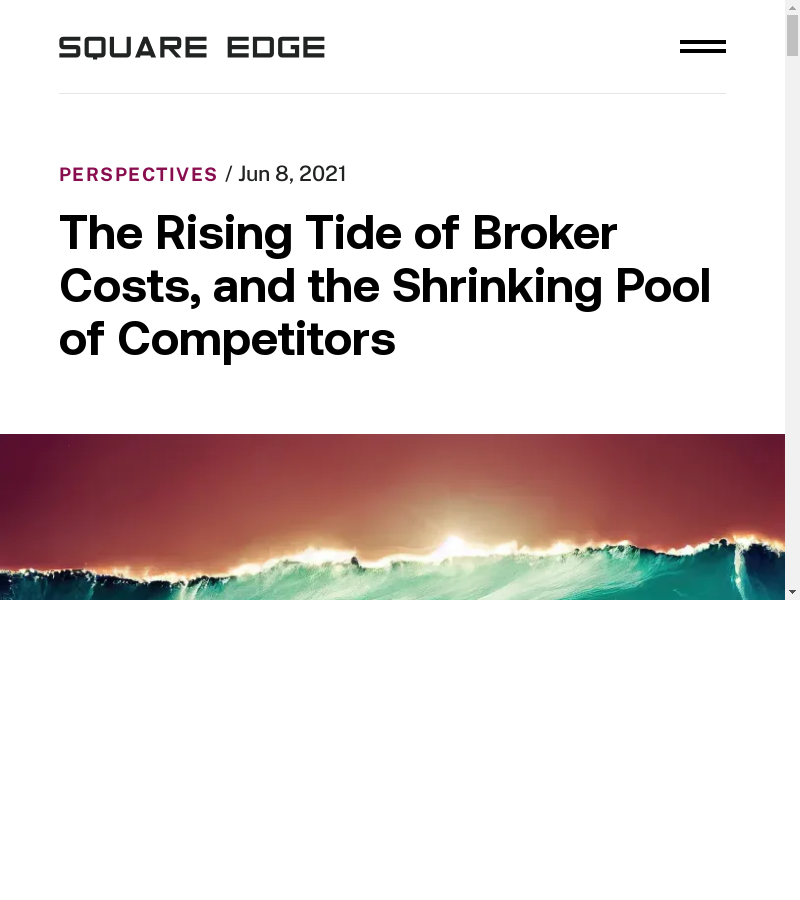 SQUARE EDGE
PERSPECTIVES / Jun 8, 2021
The Rising Tide of Broker
Costs, and the Shrinking Pool
of Competitors